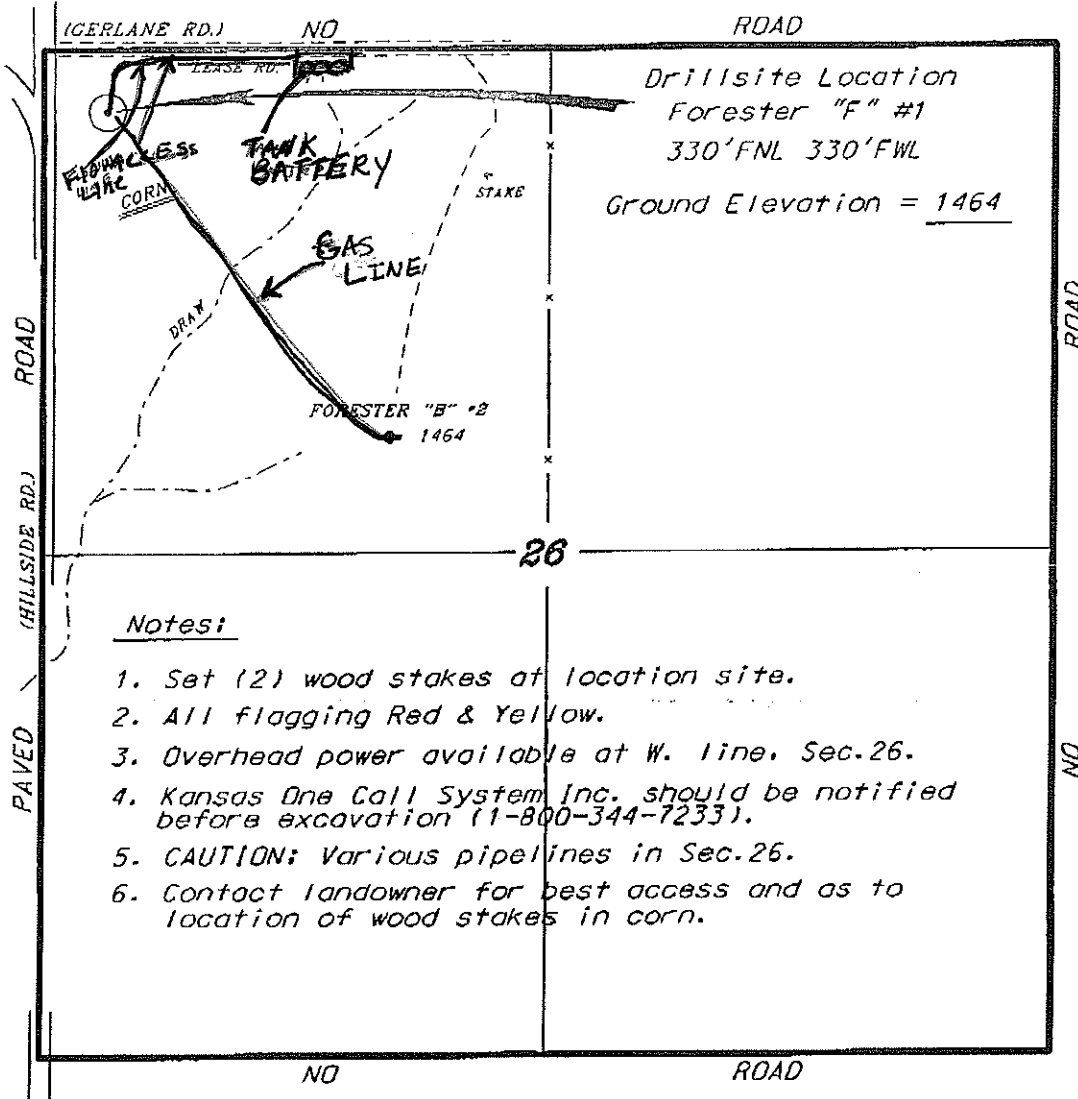 (GERLANE RD.) NO ROAD
LEASE RD.
Drillsite Location
Forester "F" #1
330'FNL 330'FWL
Ground Elevation = 1464
Flow Line
ACCESS
TANK
BATTERY
CORN
STAKE
GAS
LINE
DRAW
FORESTER "B" #2
1464
ROAD
(HILLSIDE RD.)
PAVED
ROAD
NO
26
Notes:
1. Set (2) wood stakes at location site.
2. All flagging Red & Yellow.
3. Overhead power available at W. line. Sec.26.
4. Kansas One Call System Inc. should be notified
before excavation (1-800-344-7233).
5. CAUTION: Various pipelines in Sec.26.
6. Contact landowner for best access and as to
location of wood stakes in corn.
NO ROAD